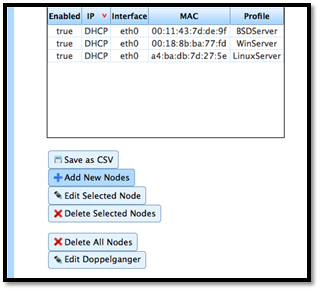 Enabled IP Interface MAC Profile
true DHCP eth0 00:11:43:7d:de:9f BSDServer
true DHCP eth0 00:18:8b:ba:77:fd WinServer
true DHCP eth0 a4:ba:db:7d:27:5e LinuxServer
Save as CSV
Add New Nodes
Edit Selected Node
Delete Selected Nodes
Delete All Nodes
Edit Doppelganger